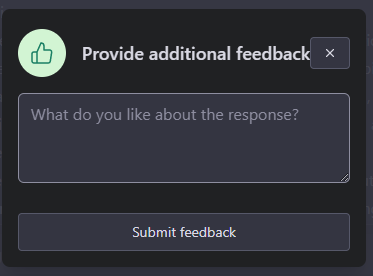 Provide additional feedback
What do you like about the response?
Submit feedback